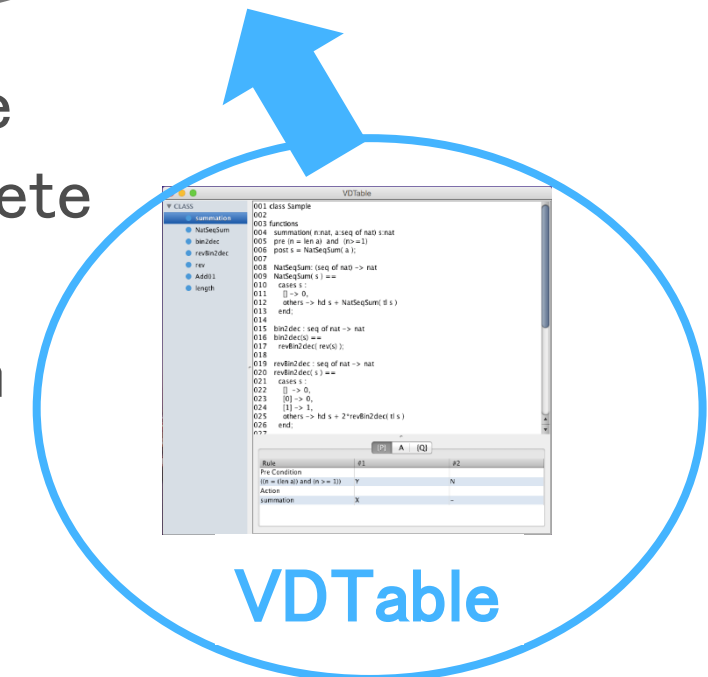 e
ete
n
VDTable
▼ CLASS
summation
NatSeqSum
bin2dec
revBin2dec
rev
Add01
length
001 class Sample
002
003 functions
004 summation( n:nat, a:seq of nat) s:nat
005 pre (n = len a) and (n>=1)
006 post s = NatSeqSum( a );
007
008 NatSeqSum: (seq of nat) -> nat
009 NatSeqSum( s ) ==
010 cases s :
011 [] -> 0,
012 others -> hd s + NatSeqSum( tl s )
013 end;
014
015 bin2dec : seq of nat -> nat
016 bin2dec(s) ==
017 revBin2dec( rev(s) );
018
019 revBin2dec : seq of nat -> nat
020 revBin2dec( s ) ==
021 cases s :
022 [] -> 0,
023 [0] -> 0,
024 [1] -> 1,
025 others -> hd s + 2*revBin2dec( tl s )
026 end;
027
{P} A {Q}
Rule #1 #2
Pre Condition
((n = (len a)) and (n >= 1)) Y N
Action
summation X -
VDTable